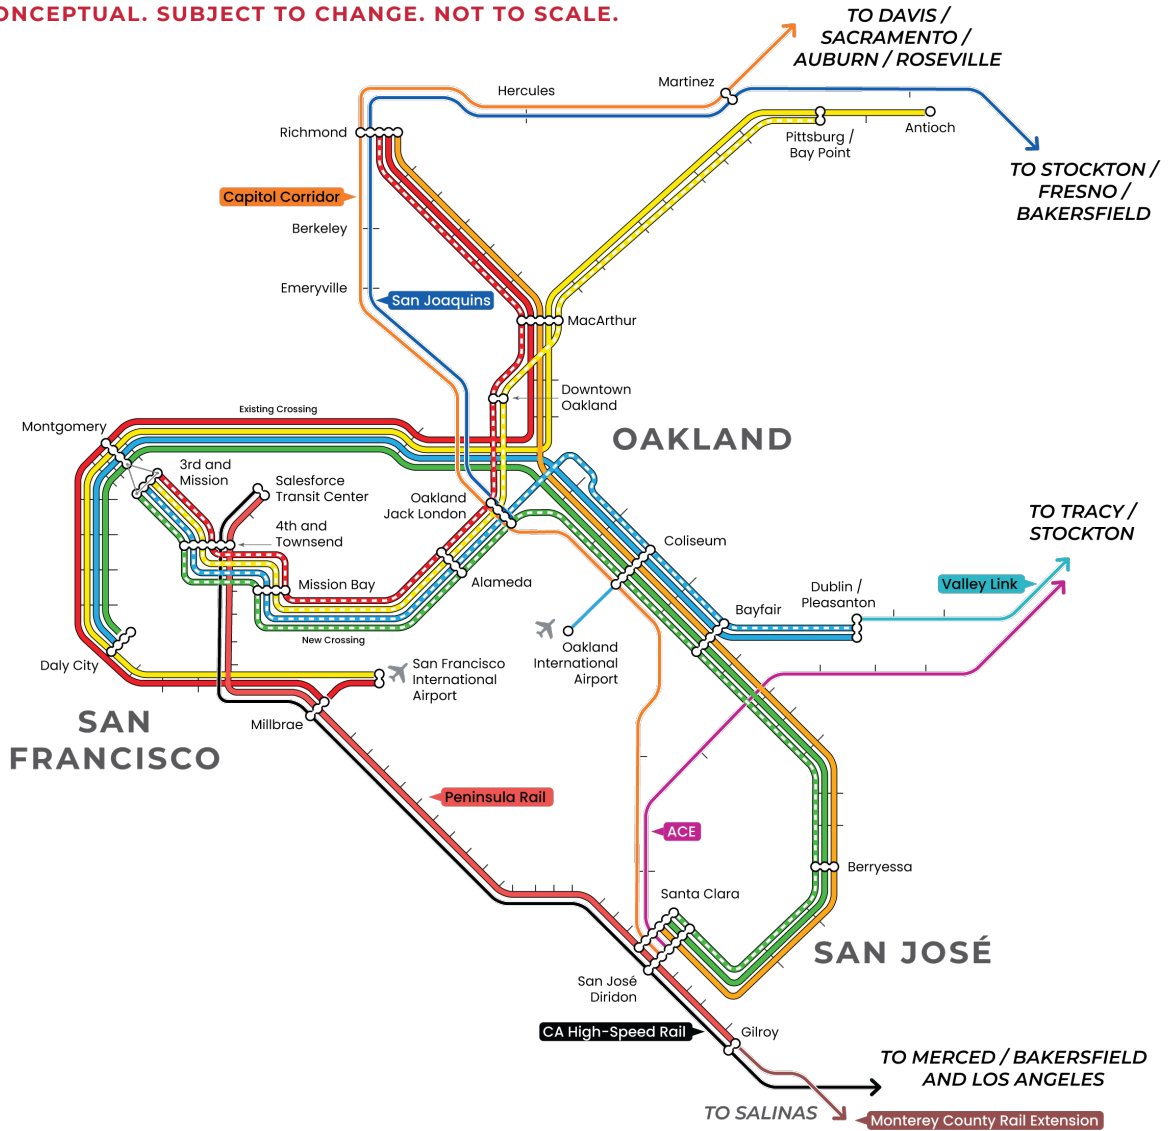 ONCEPTUAL. SUBJECT TO CHANGE. NOT TO SCALE.
TO DAVIS /
SACRAMENTO /
AUBURN / ROSEVILLE
Martinez
Hercules
Richmond
Pittsburg /
Bay Point
Antioch
TO STOCKTON /
FRESNO /
BAKERSFIELD
Capitol Corridor
Berkeley
Emeryville
San Joaquins
MacArthur
Downtown
Oakland
Existing Crossing
Montgomery
OAKLAND
3rd and
Mission
Salesforce
Transit Center
Oakland
Jack London
4th and
Townsend
TO TRACY /
STOCKTON
Coliseum
Mission Bay
Alameda
Dublin /
Pleasanton
Valley Link
Bayfair
New Crossing
Oakland
International
Airport
Daly City
San Francisco
International
Airport
Millbrae
SAN
FRANCISCO
Peninsula Rail
ACE
Berryessa
Santa Clara
SAN JOSÉ
San José
Diridon
CA High-Speed Rail
Gilroy
TO MERCED / BAKERSFIELD
AND LOS ANGELES
TO SALINAS
Monterey County Rail Extension